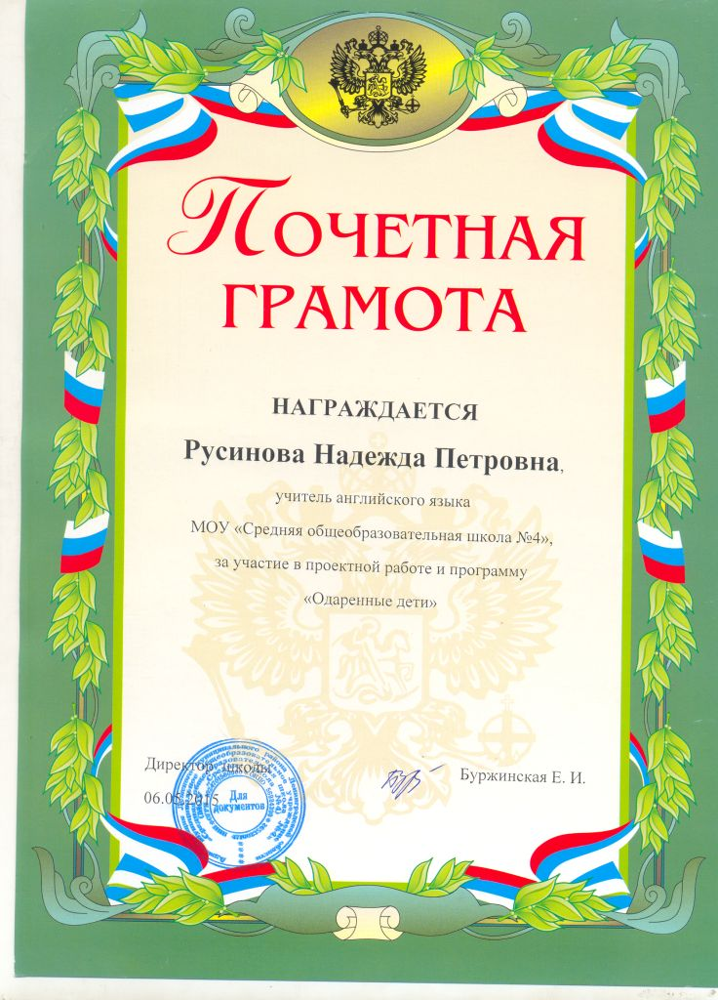 Почетная
грамота
НАГРАЖДАЕТСЯ
Русинова Надежда Петровна,
учитель английского языка
МОУ «Средняя общеобразовательная школа №4»,
за участие в проектной работе и программу
«Одаренные дети»
Директор школы
Буржинская Е. И.
06.05.2015
Для
документов